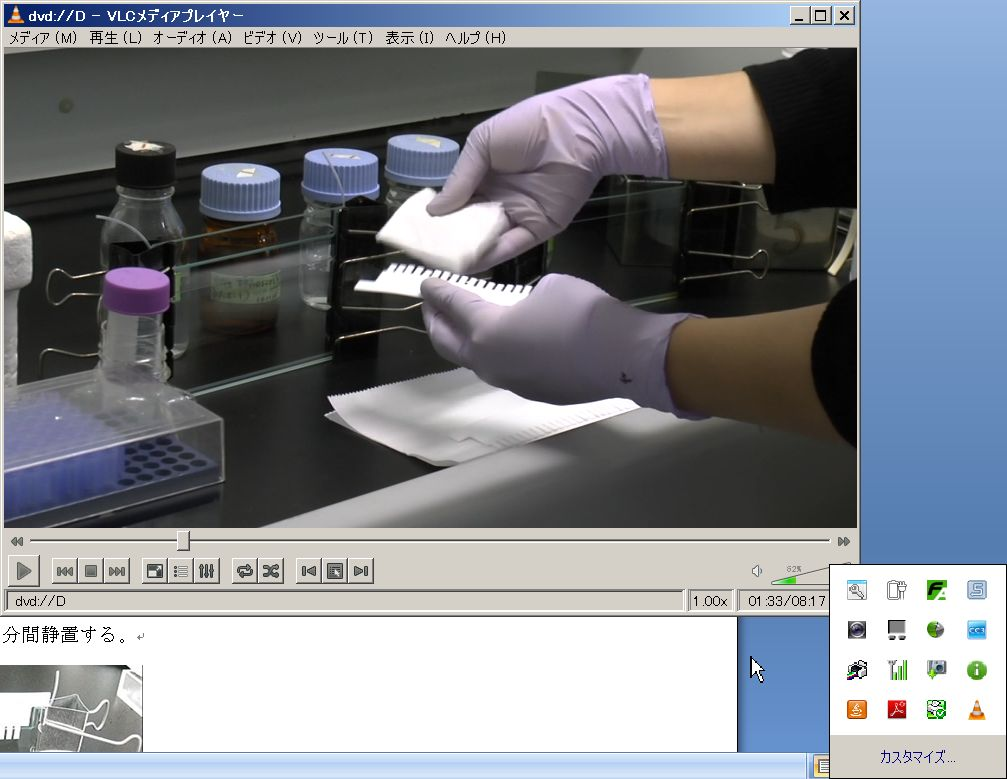 dvd://D - VLCメディアプレイヤー
メディア(M) 再生(L) オーディオ(A) ビデオ(V) ツール(T) 表示(I) ヘルプ(H)
82%
dvd://D 1.00x 01:33/08:17
分間静置する。
カスタマイズ...